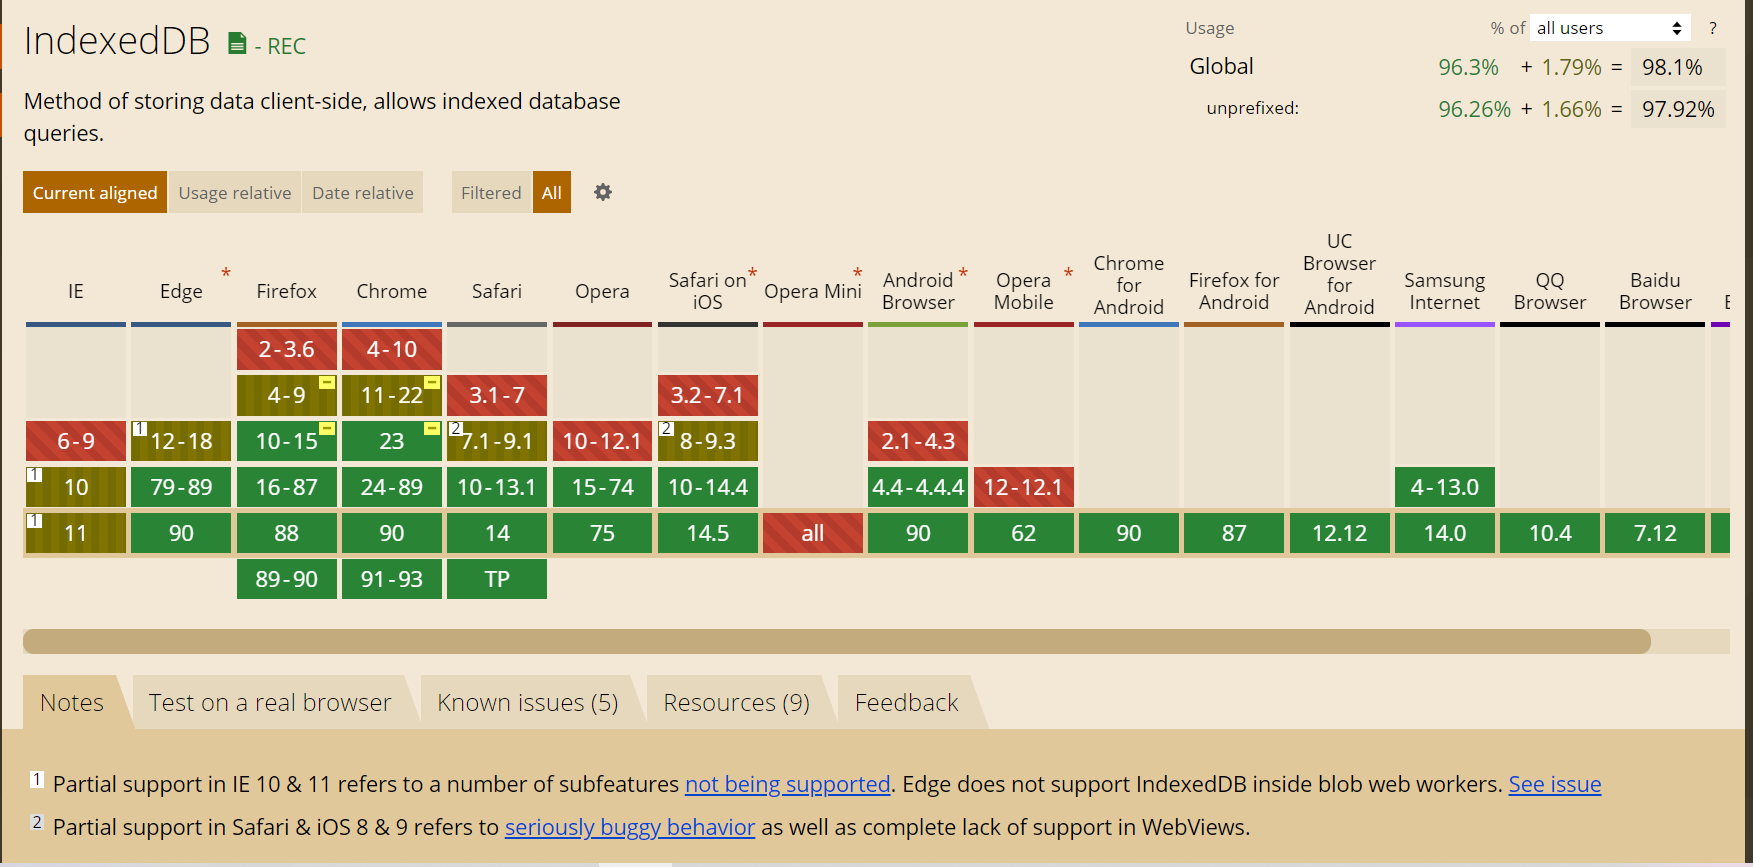 IndexedDB - REC
Usage % of all users ?
Global 96.3% + 1.79% = 98.1%
unprefixed: 96.26% + 1.66% = 97.92%
Method of storing data client-side, allows indexed database
queries.
Current aligned Usage relative Date relative Filtered All
IE
Edge *
Firefox
Chrome
Safari
Opera
Safari on *
iOS
Opera Mini *
Android *
Browser
Opera *
Mobile
Chrome
for
Android
Firefox for
Android
UC
Browser
for
Android
Samsung
Internet
QQ
Browser
Baidu
Browser
2-3.6 4-10
4-9 11-22 3.1-7 3.2-7.1
6-9 1 12-18 10-15 23 2 7.1-9.1 10-12.1 2 8-9.3 2.1-4.3
1 10 79-89 16-87 24-89 10-13.1 15-74 10-14.4 4.4-4.4.4 12-12.1 4-13.0
1 11 90 88 90 14 75 14.5 all 90 62 90 87 12.12 14.0 10.4 7.12
89-90 91-93 TP
Notes Test on a real browser Known issues (5) Resources (9) Feedback
1 Partial support in IE 10 & 11 refers to a number of subfeatures not being supported. Edge does not support IndexedDB inside blob web workers. See issue
2 Partial support in Safari & iOS 8 & 9 refers to seriously buggy behavior as well as complete lack of support in WebViews.